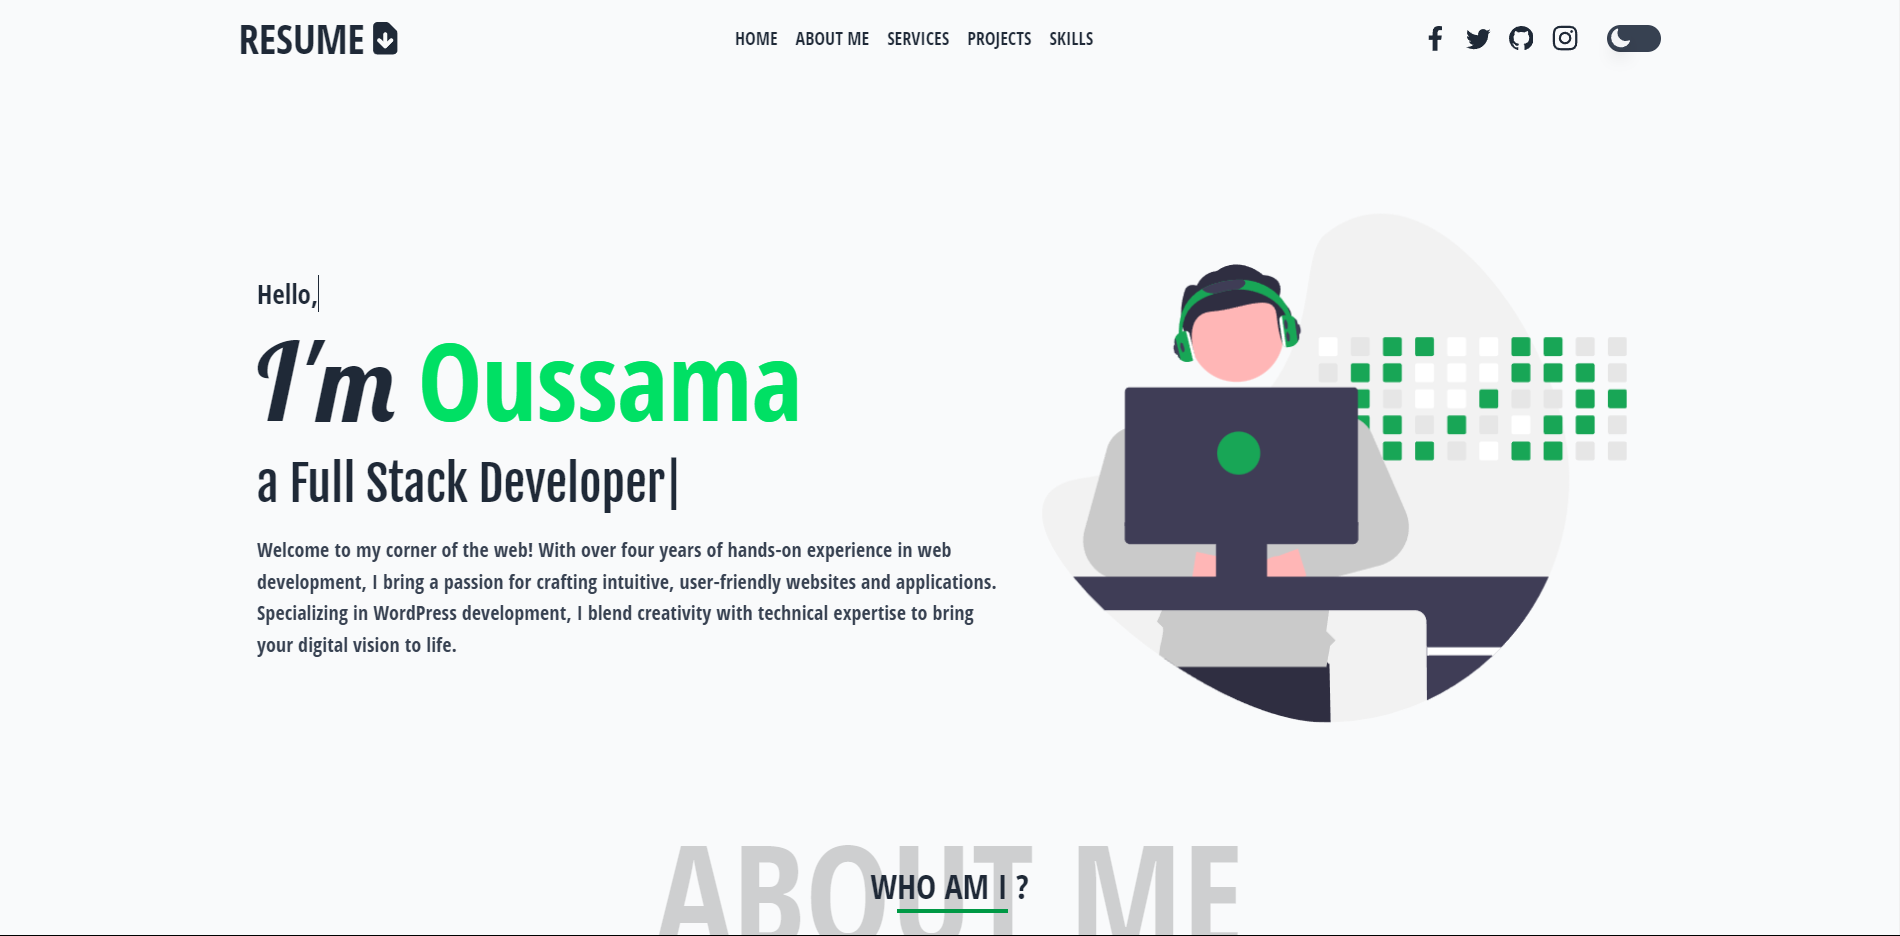 RESUME
HOME ABOUT ME SERVICES PROJECTS SKILLS
Hello,
I'm Oussama
a Full Stack Developer|
Welcome to my corner of the web! With over four years of hands-on experience in web
development, I bring a passion for crafting intuitive, user-friendly websites and applications.
Specializing in WordPress development, I blend creativity with technical expertise to bring
your digital vision to life.
ABOUT ME
WHO AM I ?